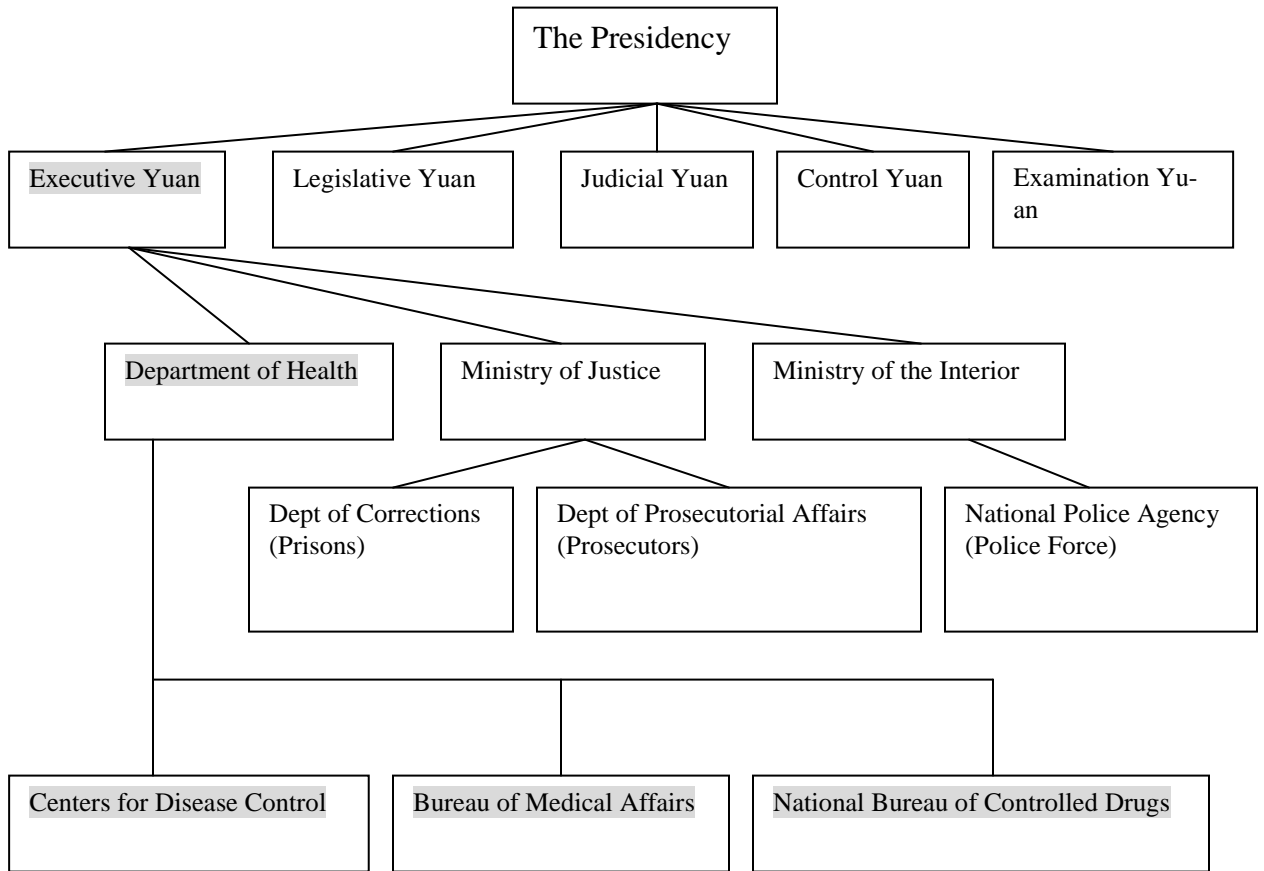 The Presidency
Executive Yuan
Legislative Yuan
Judicial Yuan
Control Yuan
Examination Yu-
an
Department of Health
Ministry of Justice
Ministry of the Interior
Dept of Corrections
(Prisons)
Dept of Prosecutorial Affairs
(Prosecutors)
National Police Agency
(Police Force)
Centers for Disease Control
Bureau of Medical Affairs
National Bureau of Controlled Drugs